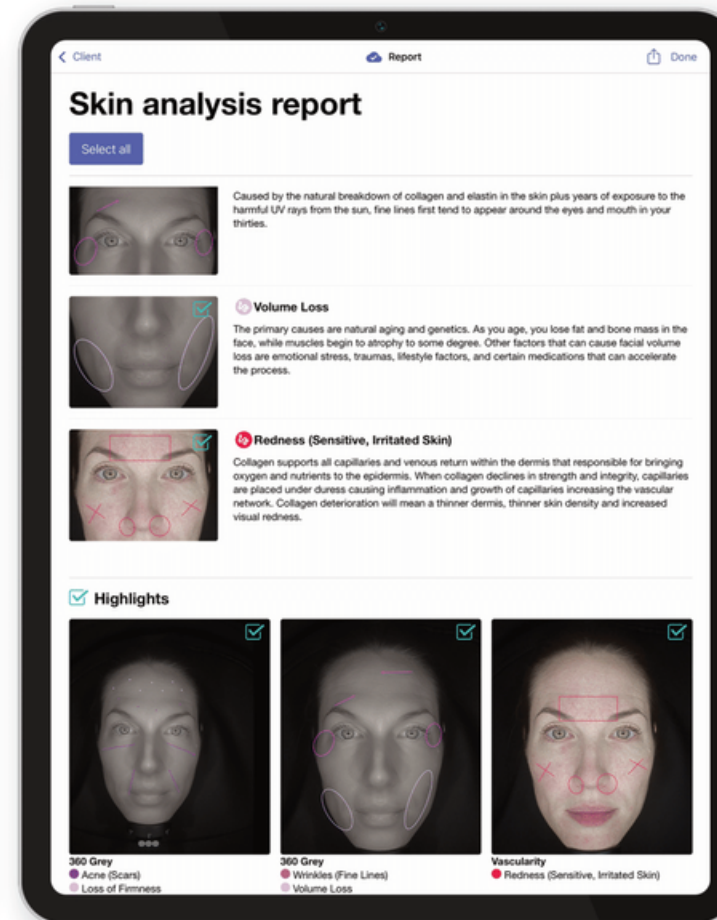 Client
Report
Done
Skin analysis report
Select all
Caused by the natural breakdown of collagen and elastin in the skin plus years of exposure to the
harmful UV rays from the sun, fine lines first tend to appear around the eyes and mouth in your
thirties.
Volume Loss
The primary causes are natural aging and genetics. As you age, you lose fat and bone mass in the
face, while muscles begin to atrophy to some degree. Other factors that can cause facial volume
loss are emotional stress, traumas, lifestyle factors, and certain medications that can accelerate
the process.
Redness (Sensitive, Irritated Skin)
Collagen supports all capillaries and venous return within the dermis that responsible for bringing
oxygen and nutrients to the epidermis. When collagen declines in strength and integrity, capillaries
are placed under duress causing inflammation and growth of capillaries increasing the vascular
network. Collagen deterioration will mean a thinner dermis, thinner skin density and increased
visual redness.
Highlights
360 Grey
Acne (Scars)
Loss of Firmness
360 Grey
Wrinkles (Fine Lines)
Volume Loss
Vascularity
Redness (Sensitive, Irritated Skin)